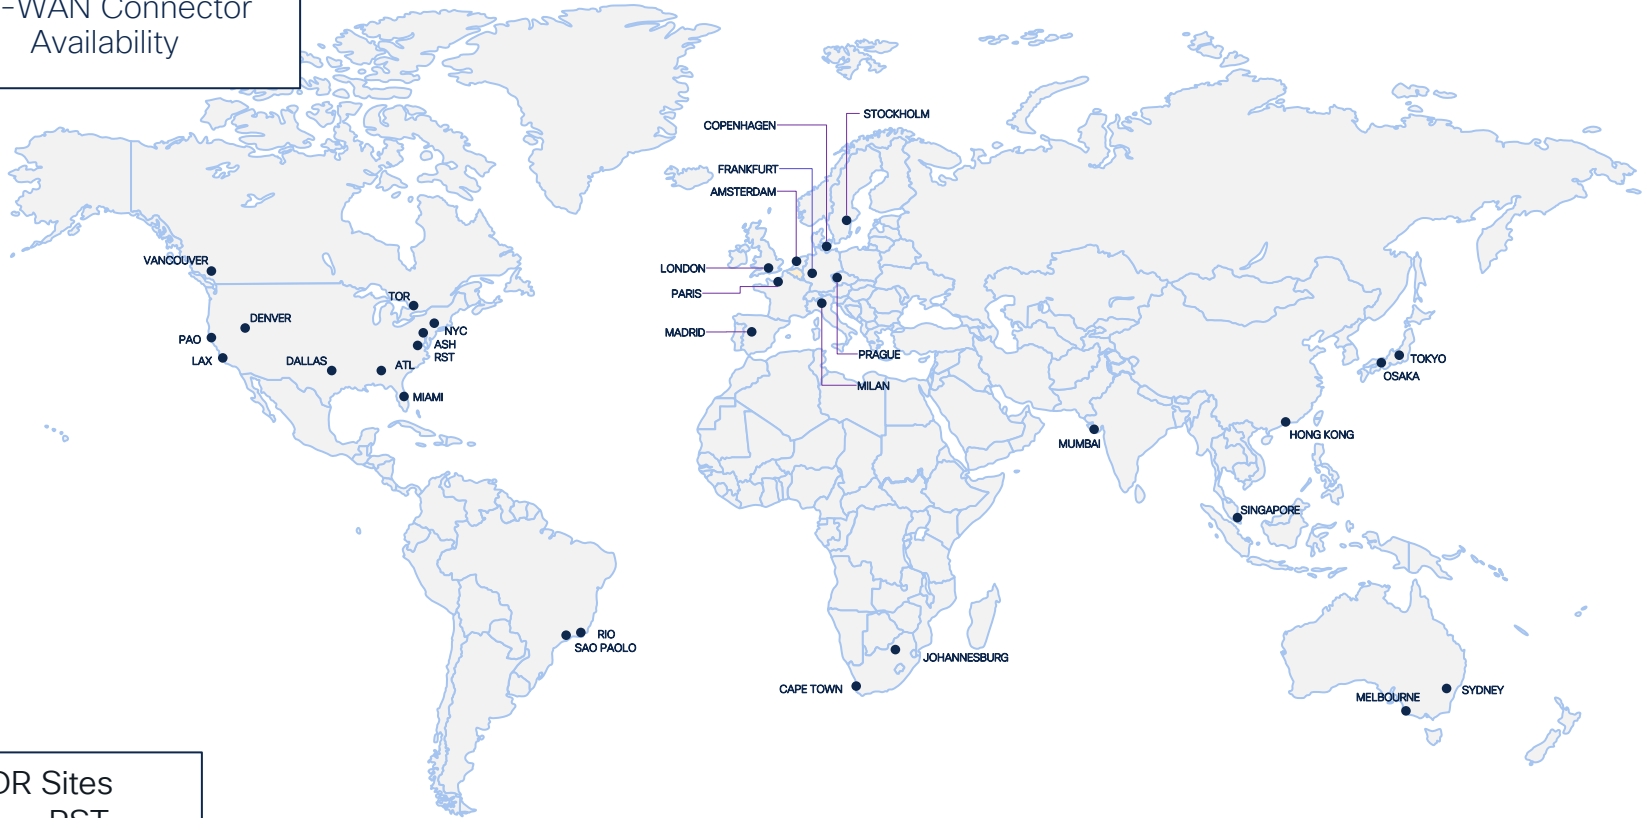 -WAN Connector
Availability
STOCKHOLM
COPENHAGEN
FRANKFURT
AMSTERDAM
VANCOUVER
LONDON
PARIS
TOR
DENVER
NYC
MADRID
PAO
ASH
RST
LAX
DALLAS
ATL
PRAGUE
MILAN
MIAMI
TOKYO
OSAKA
HONG KONG
MUMBAI
SINGAPORE
RIO
SAO PAOLO
JOHANNESBURG
CAPE TOWN
SYDNEY
MELBOURNE
DR Sites
RST